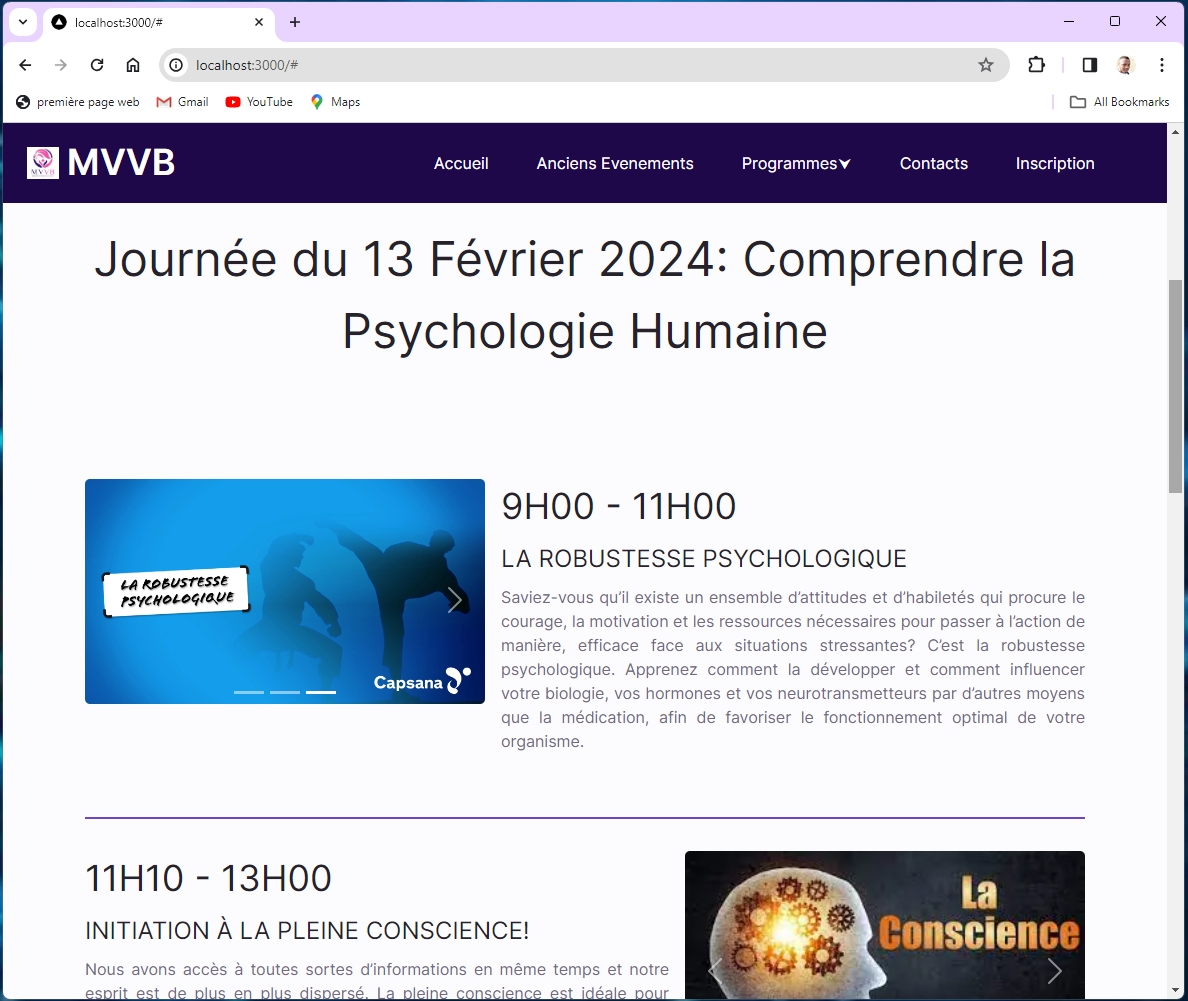 localhost:3000/#
localhost:3000/#
première page web
Gmail
YouTube
Maps
All Bookmarks
MVVB
MVVB
Accueil
Anciens Evenements
Programmes
Contacts
Inscription
Journée du 13 Février 2024: Comprendre la
Psychologie Humaine
LA ROBUSTESSE
PSYCHOLOGIQUE
Capsana
9H00 - 11H00
LA ROBUSTESSE PSYCHOLOGIQUE
Saviez-vous qu’il existe un ensemble d’attitudes et d’habiletés qui procure le
courage, la motivation et les ressources nécessaires pour passer à l’action de
manière, efficace face aux situations stressantes? C’est la robustesse
psychologique. Apprenez comment la développer et comment influencer
votre biologie, vos hormones et vos neurotransmetteurs par d’autres moyens
que la médication, afin de favoriser le fonctionnement optimal de votre
organisme.
11H10 - 13H00
INITIATION À LA PLEINE CONSCIENCE!
Nous avons accès à toutes sortes d’informations en même temps et notre
esprit est de plus en plus dispersé. La pleine conscience est idéale pour
La
Conscience